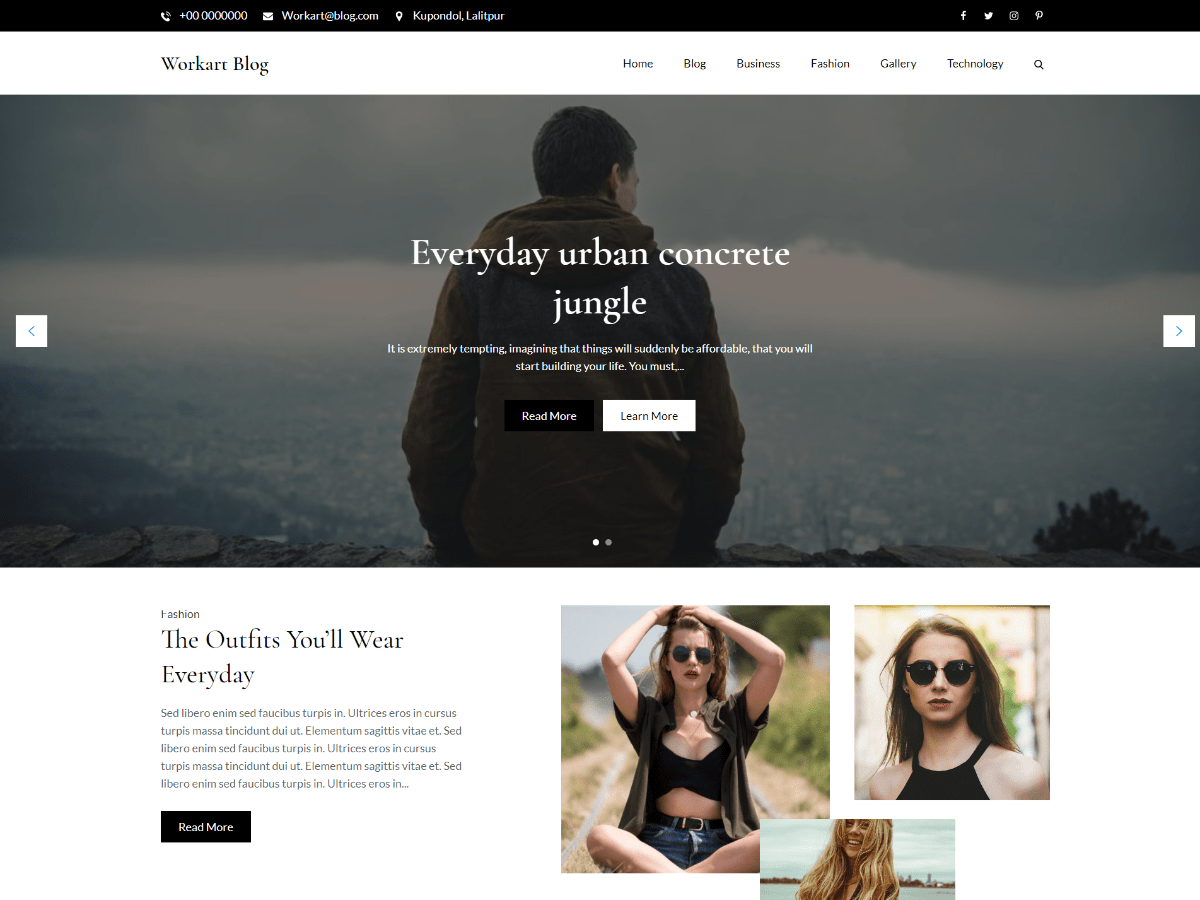 +00 0000000 Workart@blog.com Kupondol, Lalitpur
Workart Blog
Home Blog Business Fashion Gallery Technology
Everyday urban concrete
jungle
It is extremely tempting, imagining that things will suddenly be affordable, that you will
start building your life. You must,...
Read More Learn More
Fashion
The Outfits You’ll Wear
Everyday
Sed libero enim sed faucibus turpis in. Ultrices eros in cursus
turpis massa tincidunt dui ut. Elementum sagittis vitae et. Sed
libero enim sed faucibus turpis in. Ultrices eros in cursus
turpis massa tincidunt dui ut. Elementum sagittis vitae et. Sed
libero enim sed faucibus turpis in. Ultrices eros in...
Read More